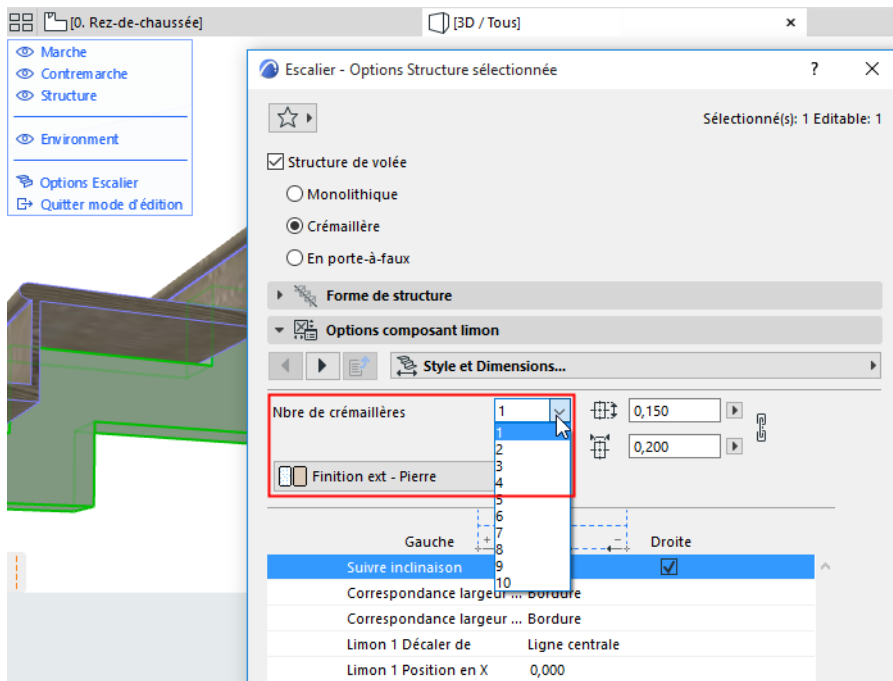 [0. Rez-de-chaussée]
[3D / Tous]
×
Marche
Contremarche
Structure
Environment
Options Escalier
Quitter mode d'édition
Escalier - Options Structure sélectionnée
?
Sélectionné(s): 1 Editable: 1
Structure de volée
Monolithique
Crémaillère
En porte-à-faux
Forme de structure
Options composant limon
Style et Dimensions...
Nbre de crémaillères
1
0,150
0,200
1
2
3
4
5
6
7
8
9
10
Finition ext - Pierre
Gauche
Droite
Suivre inclinaison
Correspondance largeur ... Bordure
Correspondance largeur ... Bordure
Limon 1 Décaler de Ligne centrale
Limon 1 Position en X 0,000